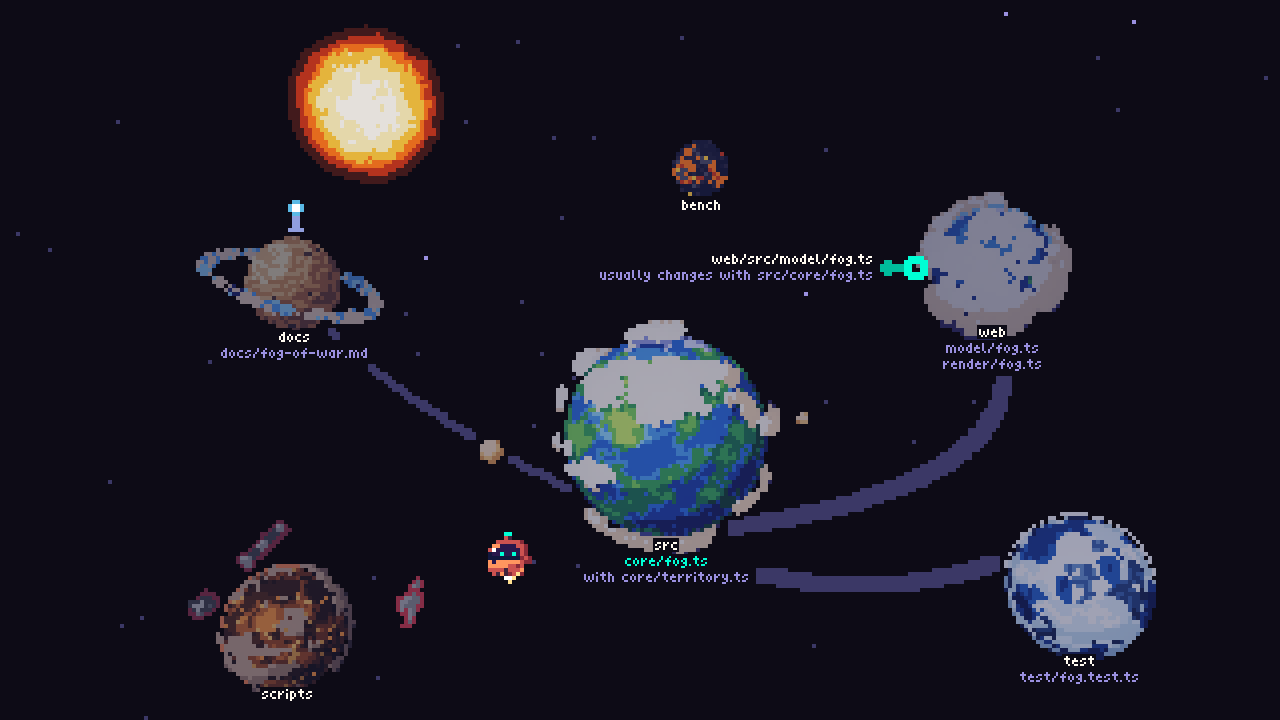 bench
web/src/model/fog.ts
usually changes with src/core/fog.ts
web
model/fog.ts
render/fog.ts
docs
docs/fog-of-war.md
src
core/fog.ts
with core/territory.ts
test
test/fog.test.ts
scripts